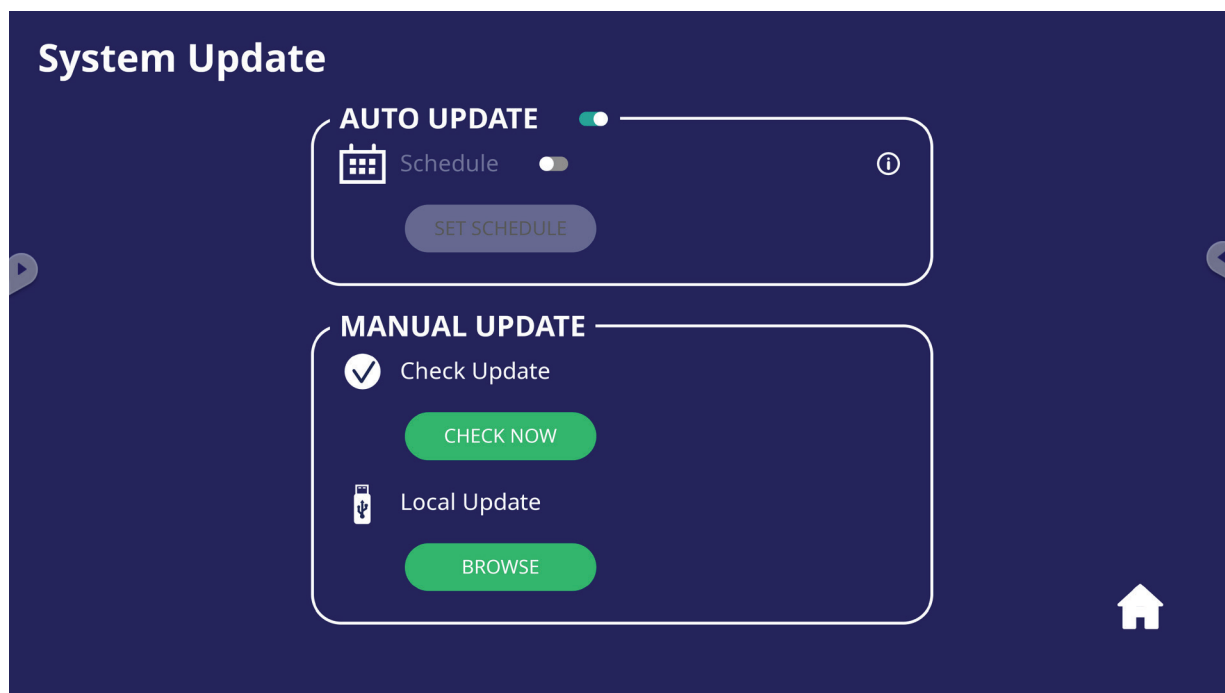 System Update
AUTO UPDATE
Schedule
SET SCHEDULE
MANUAL UPDATE
Check Update
CHECK NOW
Local Update
BROWSE